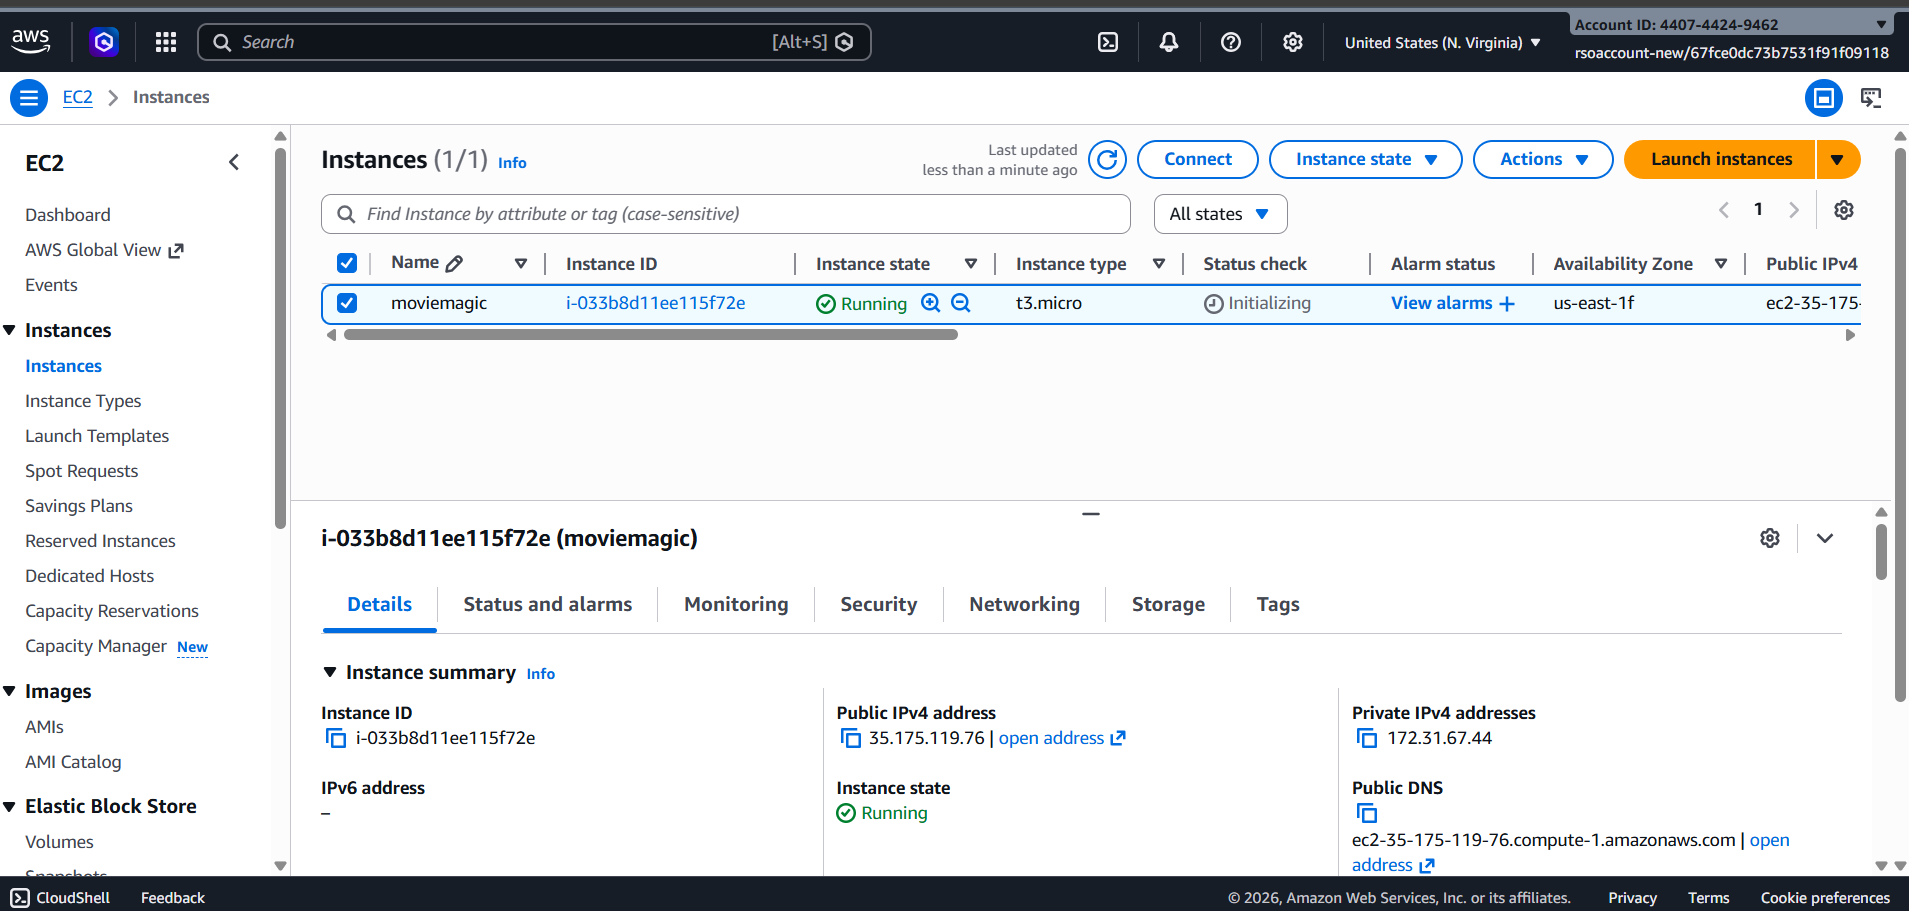 aws
Search [Alt+S]
United States (N. Virginia)
Account ID: 4407-4424-9462
rsoaccount-new/67fce0dc73b7531f91f09118
EC2 Instances
EC2
Dashboard
AWS Global View
Events
Instances
Instances
Instance Types
Launch Templates
Spot Requests
Savings Plans
Reserved Instances
Dedicated Hosts
Capacity Reservations
Capacity Manager New
Images
AMIs
AMI Catalog
Elastic Block Store
Volumes
Snapshots
Instances (1/1) Info
Last updated
less than a minute ago
Connect
Instance state
Actions
Launch instances
Find Instance by attribute or tag (case-sensitive)
All states
1
Name Instance ID Instance state Instance type Status check Alarm status Availability Zone Public IPv4
moviemagic i-033b8d11ee115f72e Running t3.micro Initializing View alarms + us-east-1f ec2-35-175-
i-033b8d11ee115f72e (moviemagic)
Details Status and alarms Monitoring Security Networking Storage Tags
Instance summary Info
Instance ID
i-033b8d11ee115f72e
IPv6 address
–
Public IPv4 address
35.175.119.76 | open address
Instance state
Running
Private IPv4 addresses
172.31.67.44
Public DNS
ec2-35-175-119-76.compute-1.amazonaws.com | open
address
CloudShell Feedback
© 2026, Amazon Web Services, Inc. or its affiliates. Privacy Terms Cookie preferences